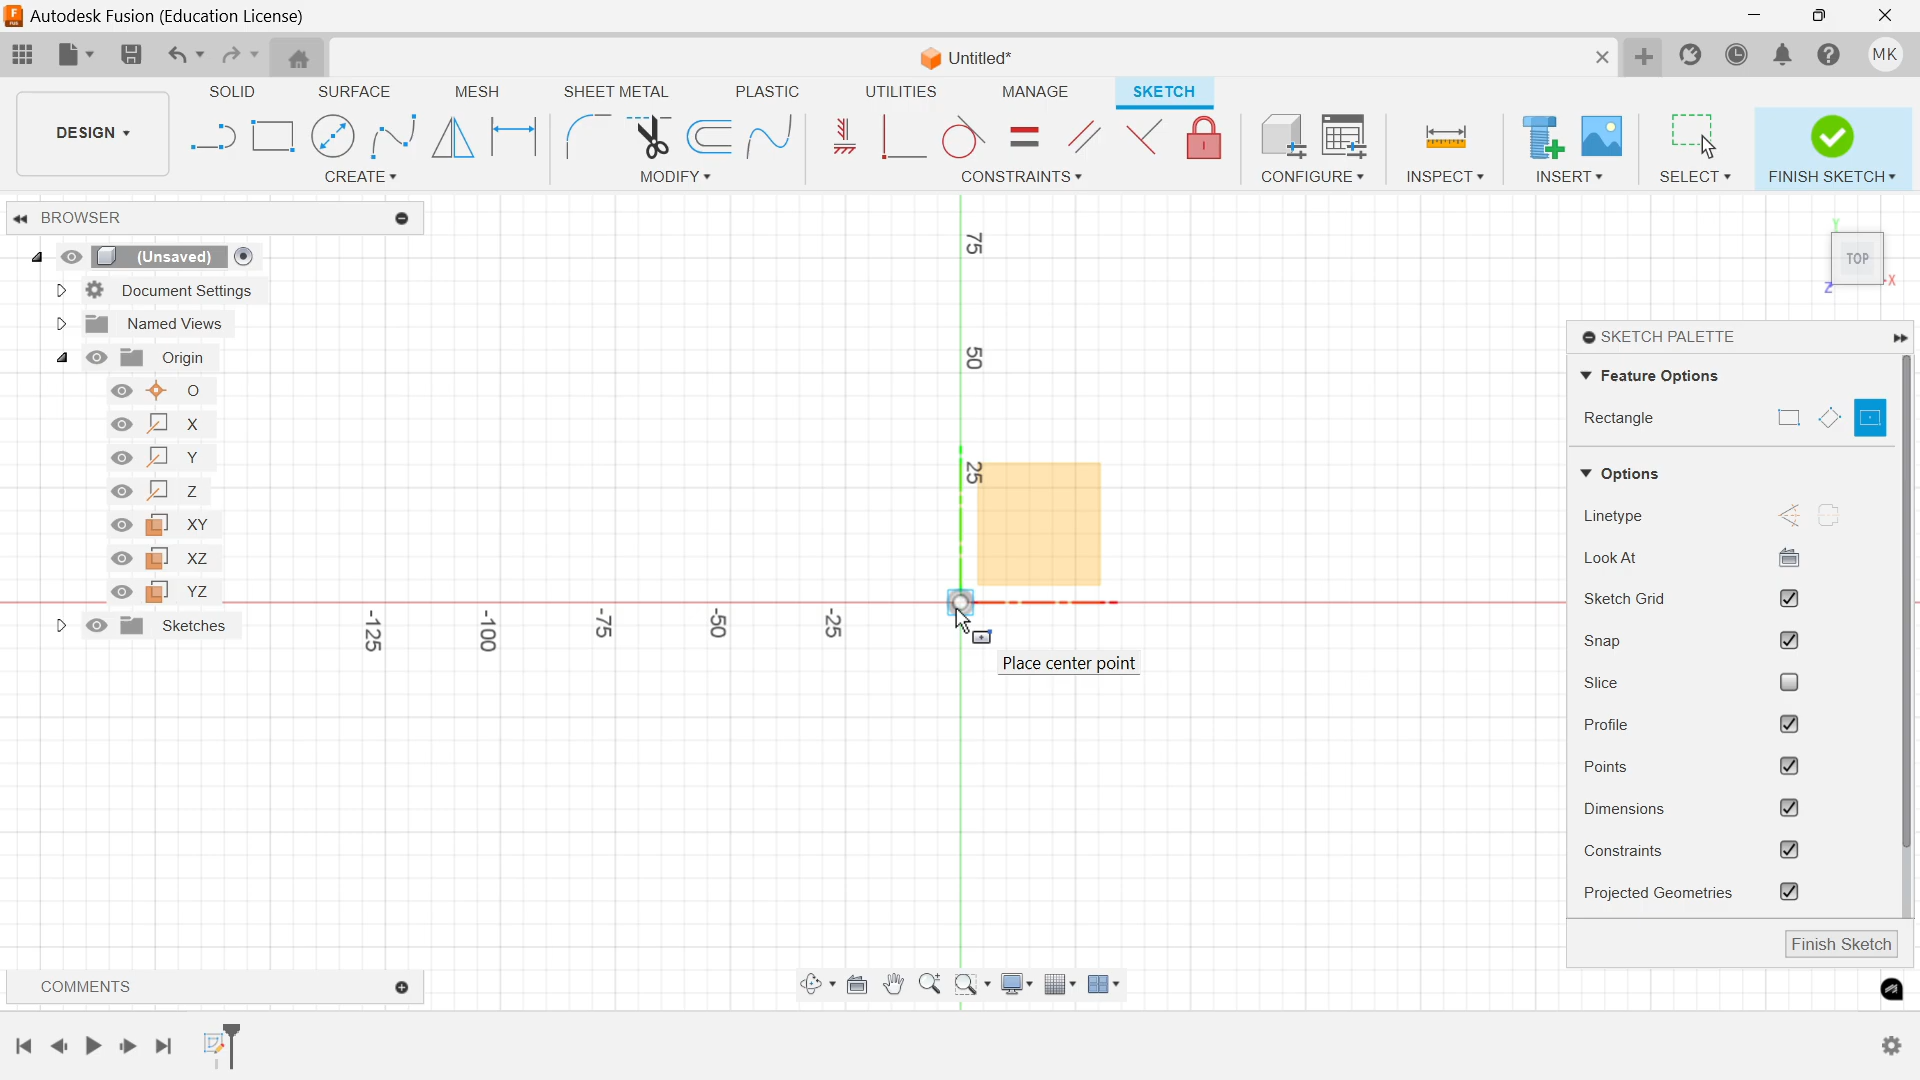 Autodesk Fusion (Education License)
Untitled*
MK
DESIGN
SOLID
SURFACE
MESH
SHEET METAL
PLASTIC
UTILITIES
MANAGE
SKETCH
CREATE
MODIFY
CONSTRAINTS
CONFIGURE
INSPECT
INSERT
SELECT
FINISH SKETCH
BROWSER
(Unsaved)
Document Settings
Named Views
Origin
O
X
Y
Z
XY
XZ
YZ
Sketches
75
50
25
-125
-100
-75
-50
-25
Place center point
Y
TOP
X
Z
SKETCH PALETTE
Feature Options
Rectangle
Options
Linetype
Look At
Sketch Grid
Snap
Slice
Profile
Points
Dimensions
Constraints
Projected Geometries
Finish Sketch
COMMENTS